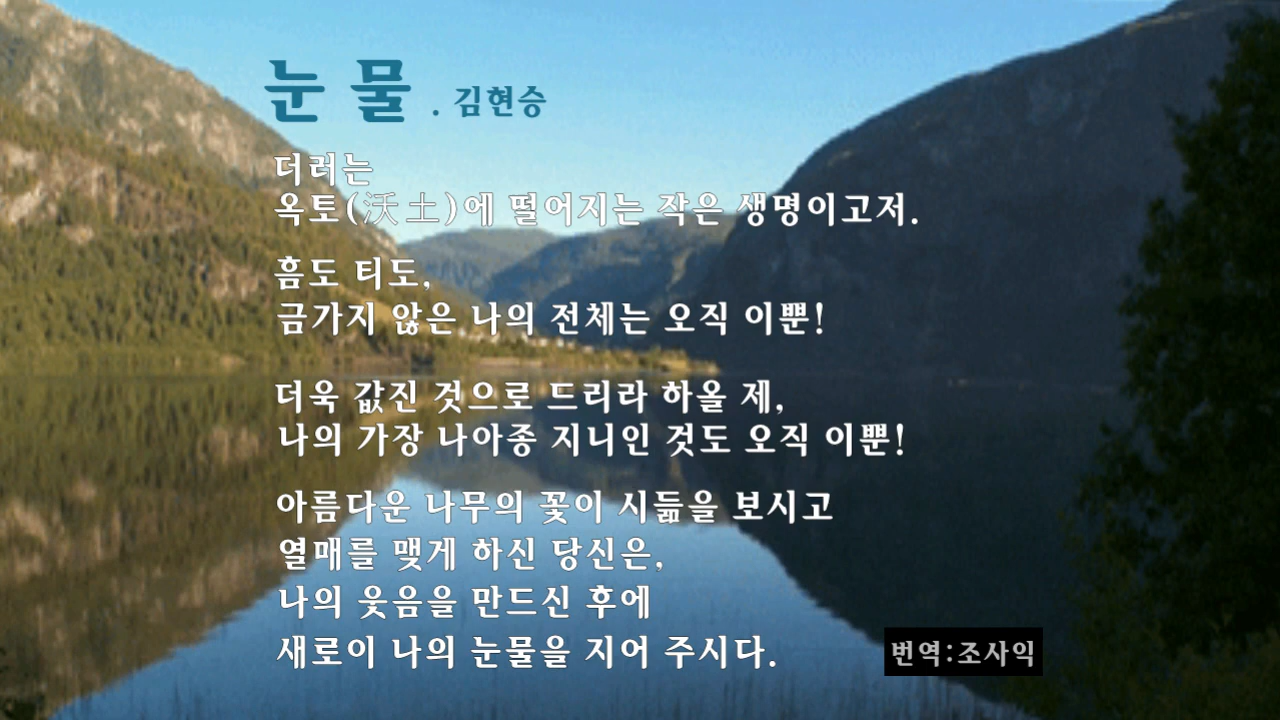 눈물 . 김현승
더러는
옥토(沃土)에 떨어지는 작은 생명이고저.
흠도 티도,
금가지 않은 나의 전체는 오직 이뿐!
더욱 값진 것으로 드리라 하올 제,
나의 가장 나아종 지니인 것도 오직 이뿐!
아름다운 나무의 꽃이 시듦을 보시고
열매를 맺게 하신 당신은,
나의 웃음을 만드신 후에
새로이 나의 눈물을 지어 주시다.
번역:조사익